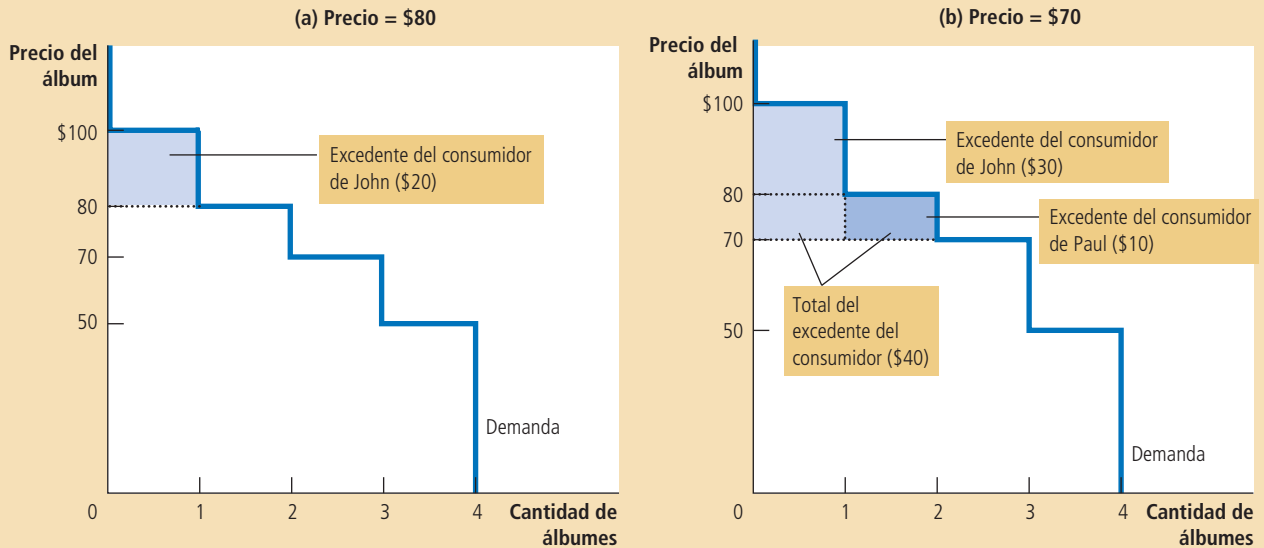 (a) Precio = $80
Precio del
álbum
$100
80
70
50
0
1
2
3
4
Cantidad de
álbumes
Excedente del consumidor
de John ($20)
Demanda
(b) Precio = $70
Precio del
álbum
$100
80
70
50
0
1
2
3
4
Cantidad de
álbumes
Excedente del consumidor
de John ($30)
Excedente del consumidor
de Paul ($10)
Total del
excedente del
consumidor ($40)
Demanda